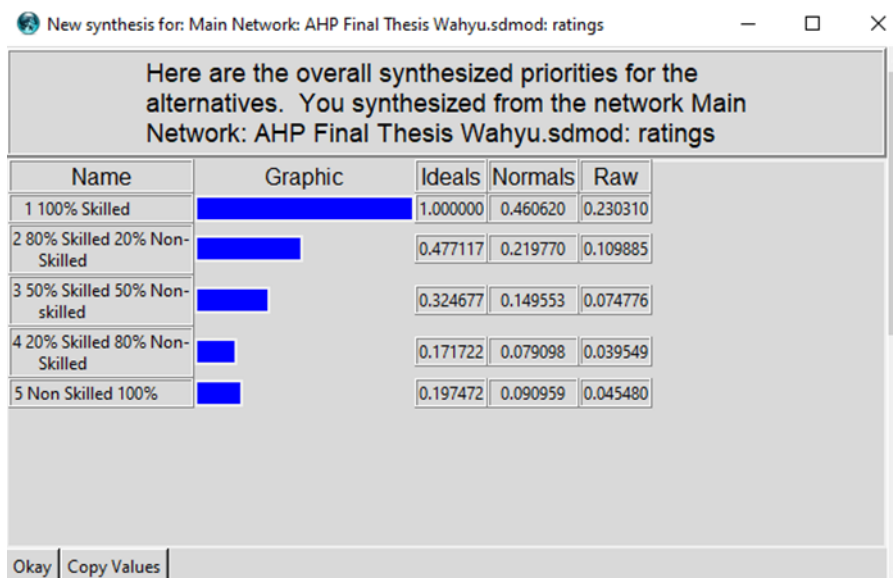 New synthesis for: Main Network: AHP Final Thesis Wahyu.sdmod: ratings
Here are the overall synthesized priorities for the
alternatives. You synthesized from the network Main
Network: AHP Final Thesis Wahyu.sdmod: ratings
Name Graphic Ideals Normals Raw
1 100% Skilled 1.000000 0.460620 0.230310
2 80% Skilled 20% Non-
Skilled 0.477117 0.219770 0.109885
3 50% Skilled 50% Non-
skilled 0.324677 0.149553 0.074776
4 20% Skilled 80% Non-
Skilled 0.171722 0.079098 0.039549
5 Non Skilled 100% 0.197472 0.090959 0.045480
Okay Copy Values